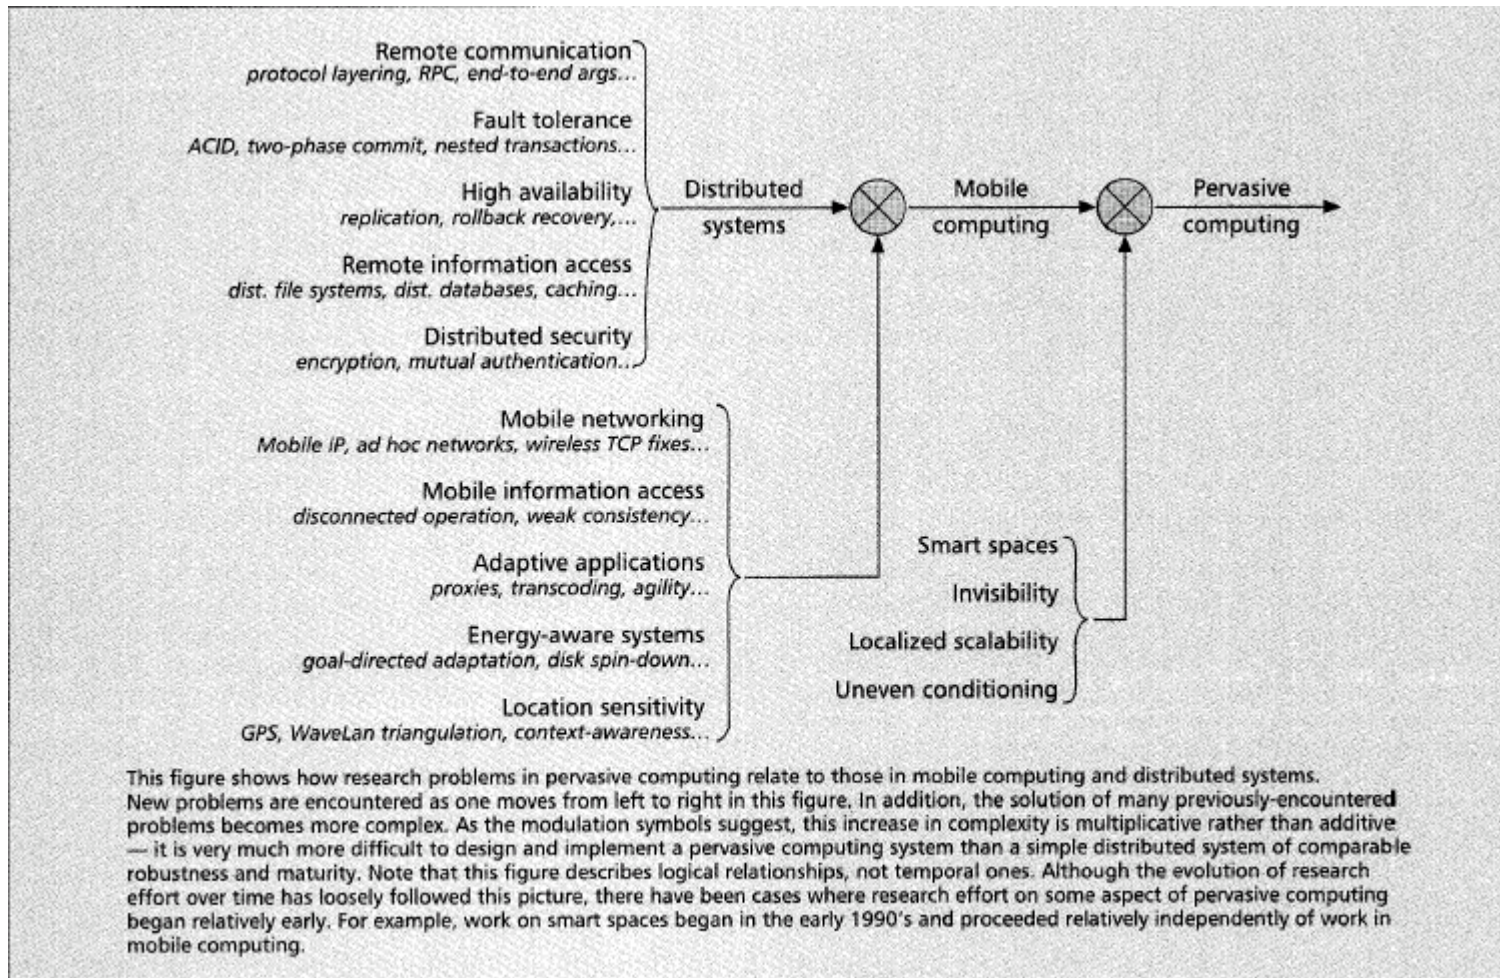 Remote communication
protocol layering, RPC, end-to-end args...
Fault tolerance
ACID, two-phase commit, nested transactions...
High availability
replication, rollback recovery,...
Remote information access
dist. file systems, dist. databases, caching...
Distributed security
encryption, mutual authentication...
Distributed
systems
Mobile
computing
Pervasive
computing
Mobile networking
Mobile IP, ad hoc networks, wireless TCP fixes...
Mobile information access
disconnected operation, weak consistency...
Adaptive applications
proxies, transcoding, agility...
Energy-aware systems
goal-directed adaptation, disk spin-down...
Location sensitivity
GPS, WaveLan triangulation, context-awareness...
Smart spaces
Invisibility
Localized scalability
Uneven conditioning
This figure shows how research problems in pervasive computing relate to those in mobile computing and distributed systems.
New problems are encountered as one moves from left to right in this figure. In addition, the solution of many previously-encountered
problems becomes more complex. As the modulation symbols suggest, this increase in complexity is multiplicative rather than additive
— it is very much more difficult to design and implement a pervasive computing system than a simple distributed system of comparable
robustness and maturity. Note that this figure describes logical relationships, not temporal ones. Although the evolution of research
effort over time has loosely followed this picture, there have been cases where research effort on some aspect of pervasive computing
began relatively early. For example, work on smart spaces began in the early 1990's and proceeded relatively independently of work in
mobile computing.